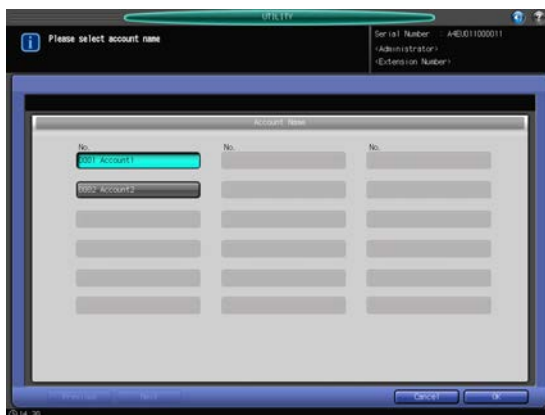 UTILITY
Please select account name
Serial Number : A4EU011000011
<Administrator>
<Extension Number>
Account Name
No.
No.
No.
0001 Account1
0002 Account2
Previous
Next
Cancel
OK
14:30